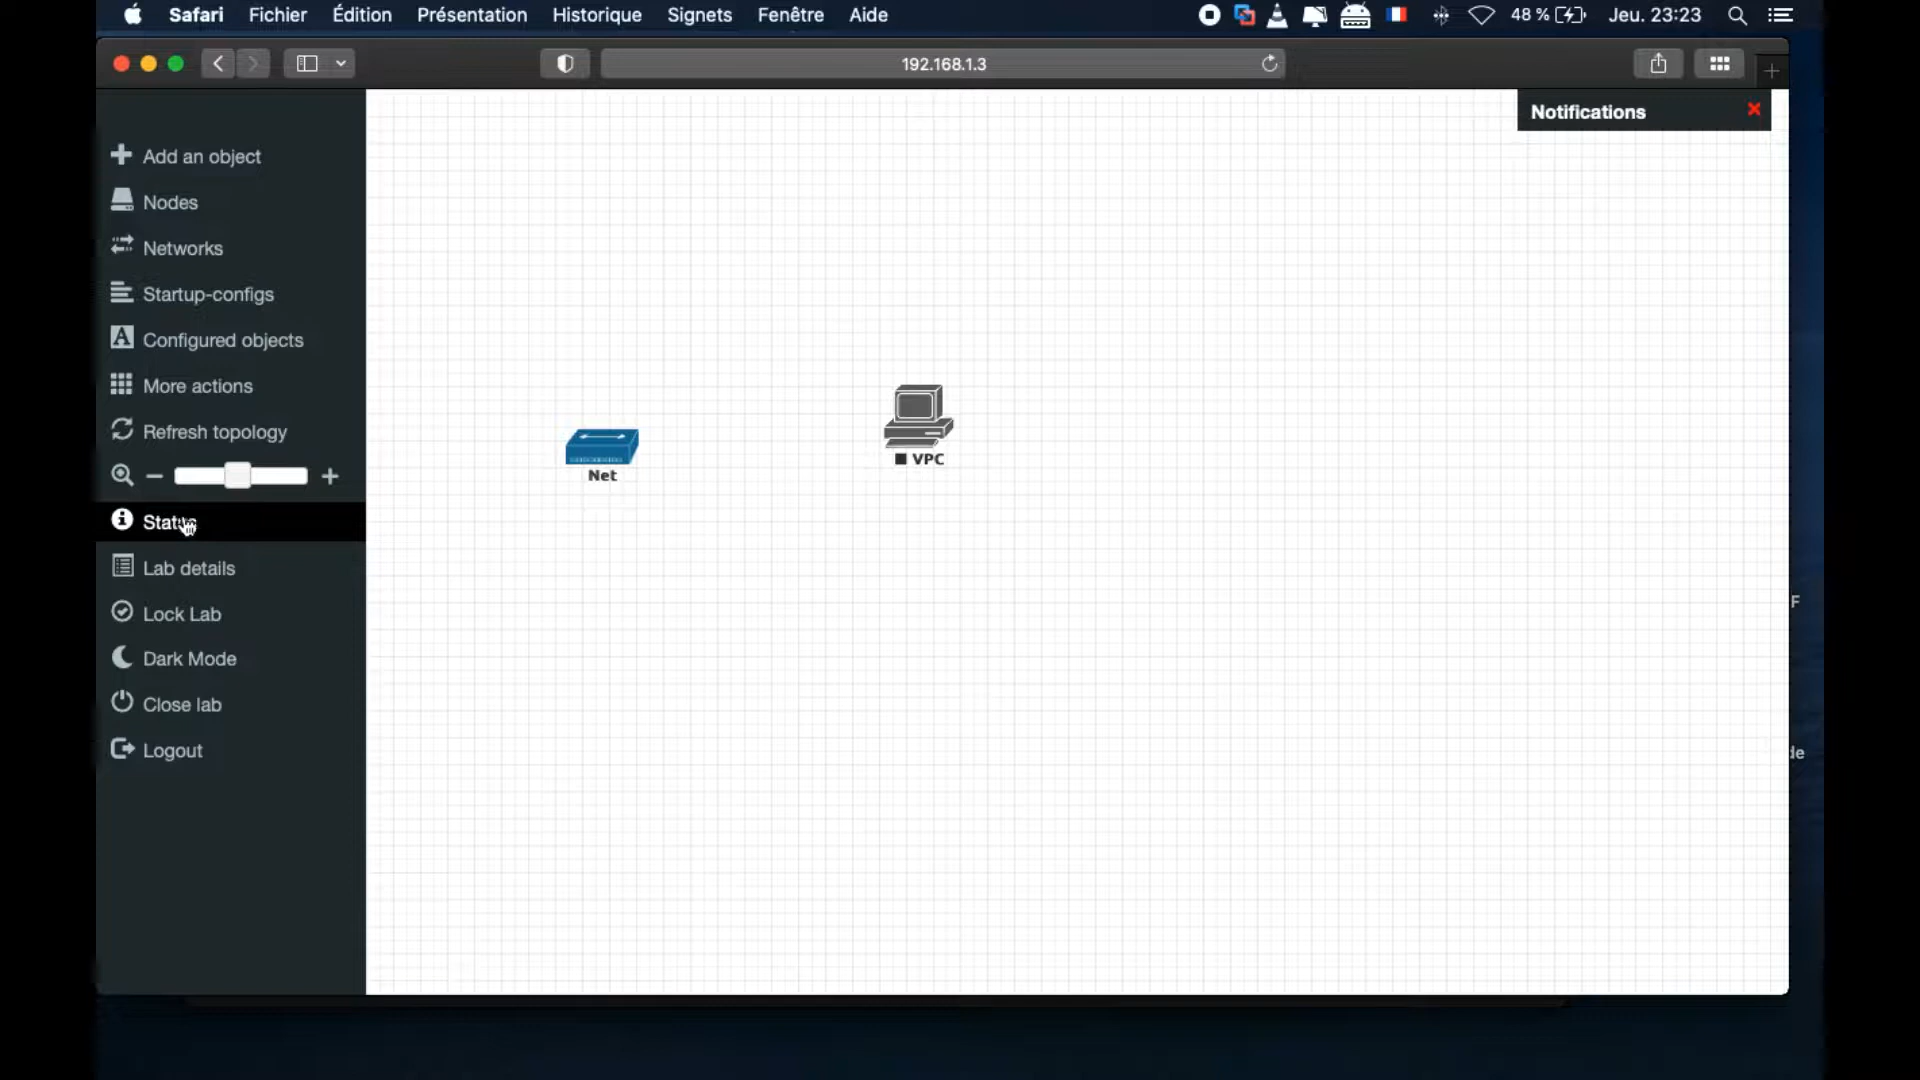 Safari Fichier Édition Présentation Historique Signets Fenêtre Aide 48 % Jeu. 23:23
192.168.1.3
Notifications
Add an object
Nodes
Networks
Startup-configs
Configured objects
More actions
Refresh topology
Status
Lab details
Lock Lab
Dark Mode
Close lab
Logout
Net
VPC
F
de